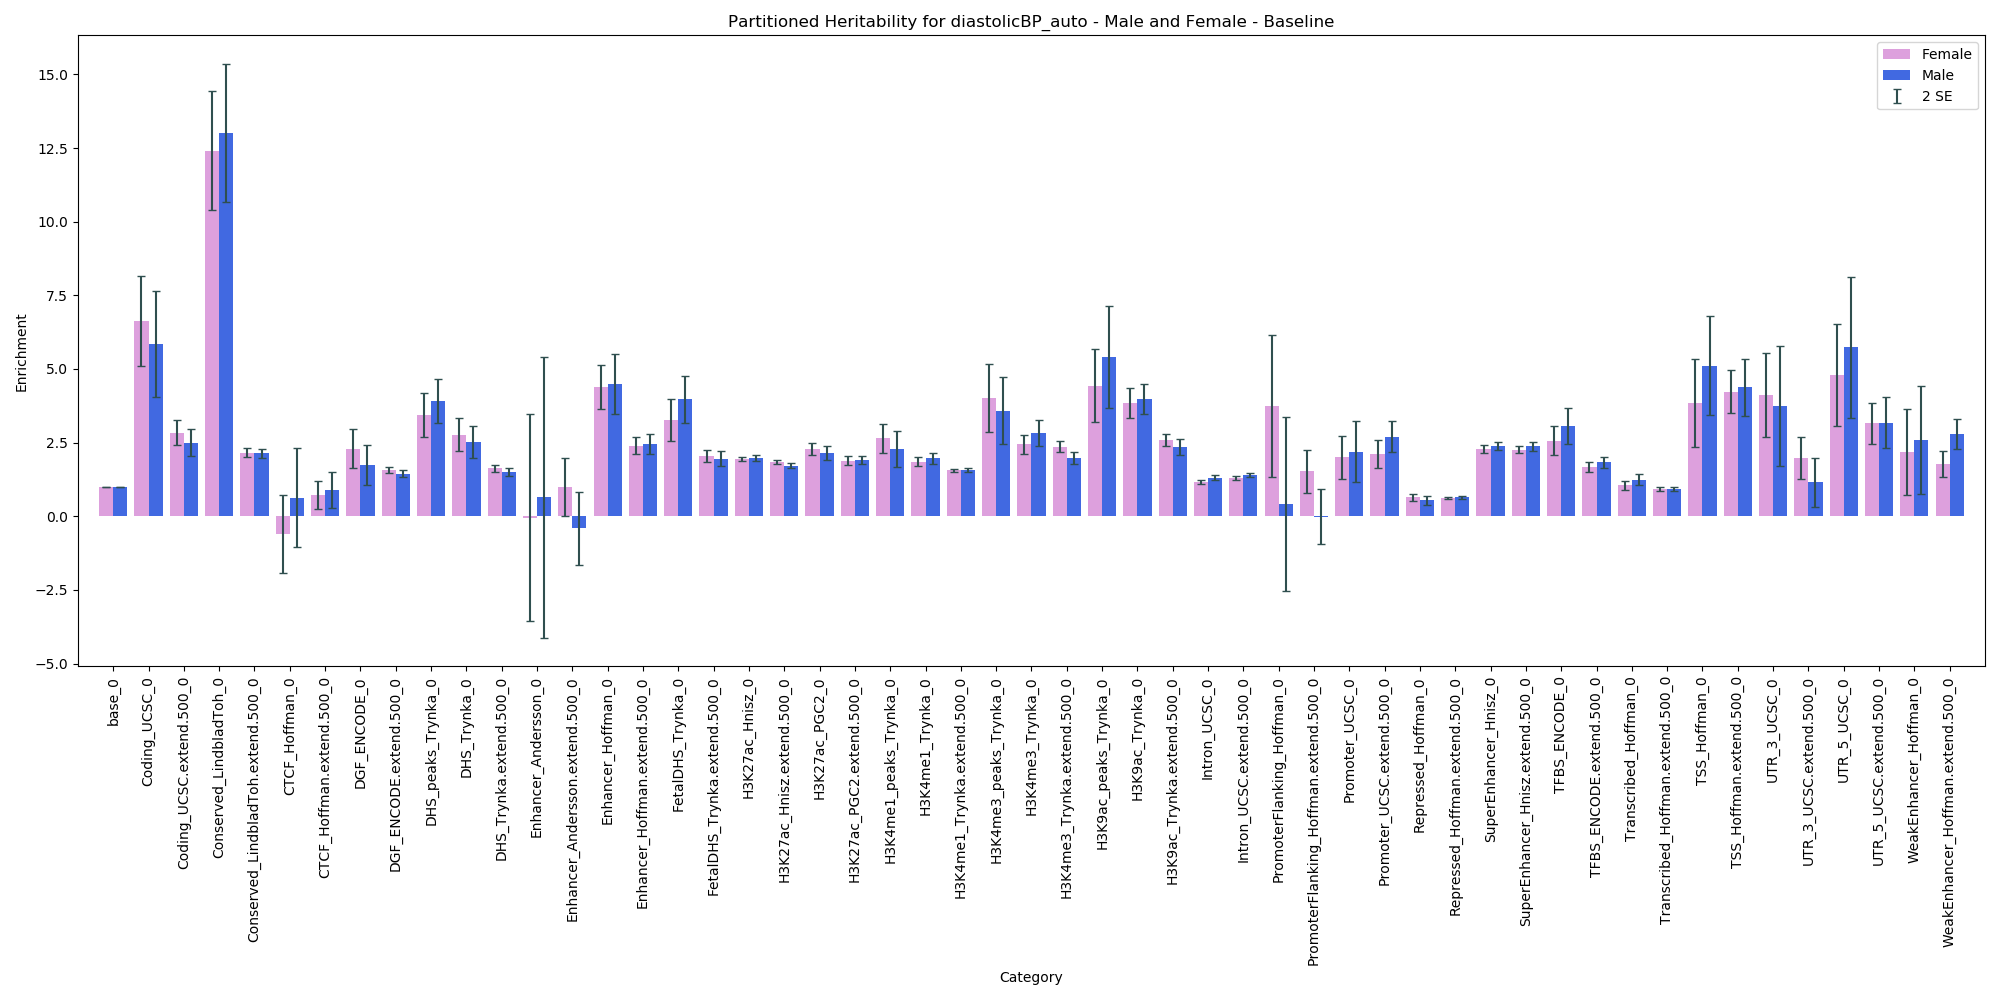 Partitioned Heritability for diastolicBP_auto - Male and Female - Baseline
Female
Male
2 SE
Enrichment
15.0
12.5
10.0
7.5
5.0
2.5
0.0
−2.5
−5.0
base_0
Coding_UCSC_0
Coding_UCSC.extend.500_0
Conserved_LindbladToh_0
Conserved_LindbladToh.extend.500_0
CTCF_Hoffman_0
CTCF_Hoffman.extend.500_0
DGF_ENCODE_0
DGF_ENCODE.extend.500_0
DHS_peaks_Trynka_0
DHS_Trynka_0
DHS_Trynka.extend.500_0
Enhancer_Andersson_0
Enhancer_Andersson.extend.500_0
Enhancer_Hoffman_0
Enhancer_Hoffman.extend.500_0
FetalDHS_Trynka_0
FetalDHS_Trynka.extend.500_0
H3K27ac_Hnisz_0
H3K27ac_Hnisz.extend.500_0
H3K27ac_PGC2_0
H3K27ac_PGC2.extend.500_0
H3K4me1_peaks_Trynka_0
H3K4me1_Trynka_0
H3K4me1_Trynka.extend.500_0
H3K4me3_peaks_Trynka_0
H3K4me3_Trynka_0
H3K4me3_Trynka.extend.500_0
H3K9ac_peaks_Trynka_0
H3K9ac_Trynka_0
H3K9ac_Trynka.extend.500_0
Intron_UCSC_0
Intron_UCSC.extend.500_0
PromoterFlanking_Hoffman_0
PromoterFlanking_Hoffman.extend.500_0
Promoter_UCSC_0
Promoter_UCSC.extend.500_0
Repressed_Hoffman_0
Repressed_Hoffman.extend.500_0
SuperEnhancer_Hnisz_0
SuperEnhancer_Hnisz.extend.500_0
TFBS_ENCODE_0
TFBS_ENCODE.extend.500_0
Transcribed_Hoffman_0
Transcribed_Hoffman.extend.500_0
TSS_Hoffman_0
TSS_Hoffman.extend.500_0
UTR_3_UCSC_0
UTR_3_UCSC.extend.500_0
UTR_5_UCSC_0
UTR_5_UCSC.extend.500_0
WeakEnhancer_Hoffman_0
WeakEnhancer_Hoffman.extend.500_0
Category